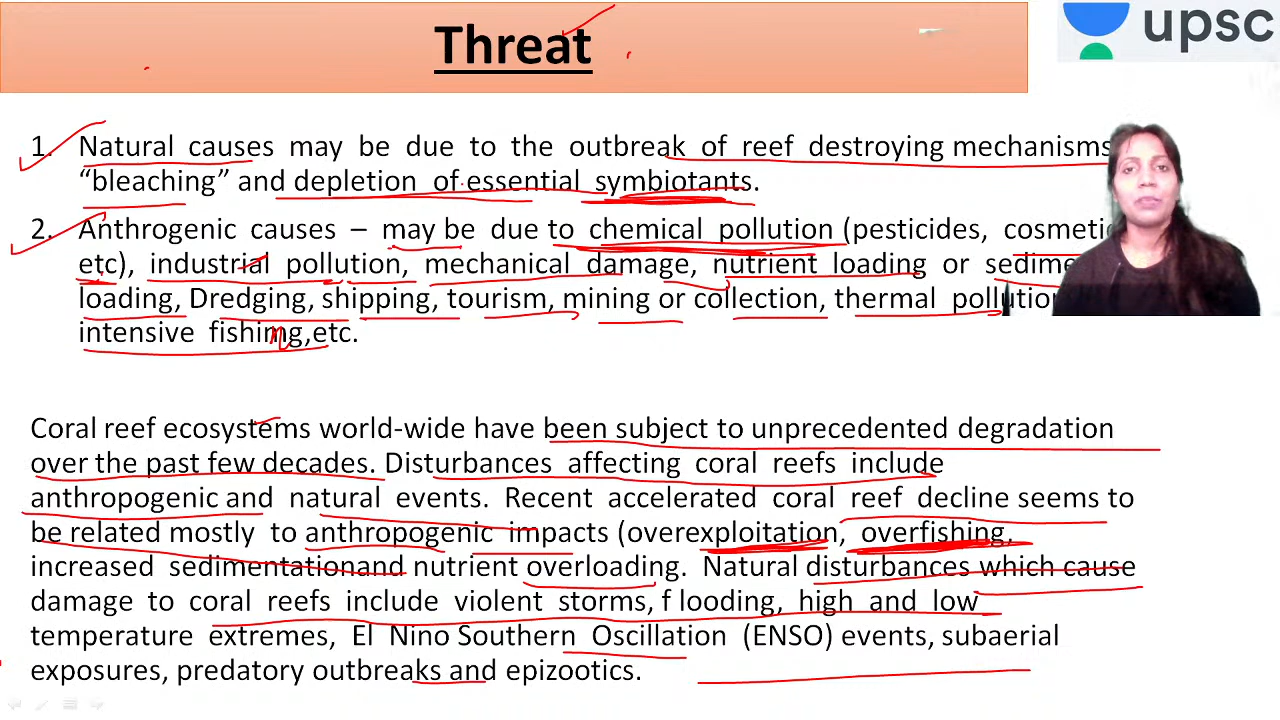 Threat
upsc
1. Natural causes may be due to the outbreak of reef destroying mechanisms
“bleaching” and depletion of essential symbiotants.
2. Anthrogenic causes – may be due to chemical pollution (pesticides,
etc), industrial pollution, mechanical damage, nutrient loading or
loading, Dredging, shipping, tourism, mining or collection, thermal pollution
intensive fishimg,etc.
Coral reef ecosystems world-wide have been subject to unprecedented degradation
over the past few decades. Disturbances affecting coral reefs include
anthropogenic and natural events. Recent accelerated coral reef decline seems to
be related mostly to anthropogenic impacts (overexploitation, overfishing,
increased sedimentationand nutrient overloading. Natural disturbances which cause
damage to coral reefs include violent storms, f looding, high and low
temperature extremes, El Nino Southern Oscillation (ENSO) events, subaerial
exposures, predatory outbreaks and epizootics.